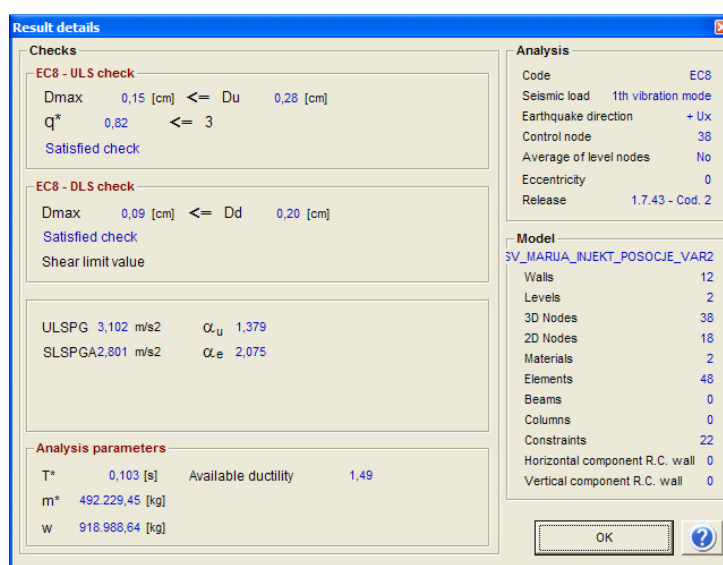 Result details
Checks
EC8 - ULS check
Dmax 0,15 [cm] <= Du 0,28 [cm]
q* 0,82 <= 3
Satisfied check
EC8 - DLS check
Dmax 0,09 [cm] <= Dd 0,20 [cm]
Satisfied check
Shear limit value
ULSPG 3,102 m/s2 αu 1,379
SLSPGA2,801 m/s2 αe 2,075
Analysis parameters
T* 0,103 [s] Available ductility 1,49
m* 492.229,45 [kg]
w 918.988,64 [kg]
Analysis
Code EC8
Seismic load 1th vibration mode
Earthquake direction + Ux
Control node 38
Average of level nodes No
Eccentricity 0
Release 1.7.43 - Cod. 2
Model
SV_MARIJA_INJEKT_POSOCJE_VAR2
Walls 12
Levels 2
3D Nodes 38
2D Nodes 18
Materials 2
Elements 48
Beams 0
Columns 0
Constraints 22
Horizontal component R.C. wall 0
Vertical component R.C. wall 0
OK
?